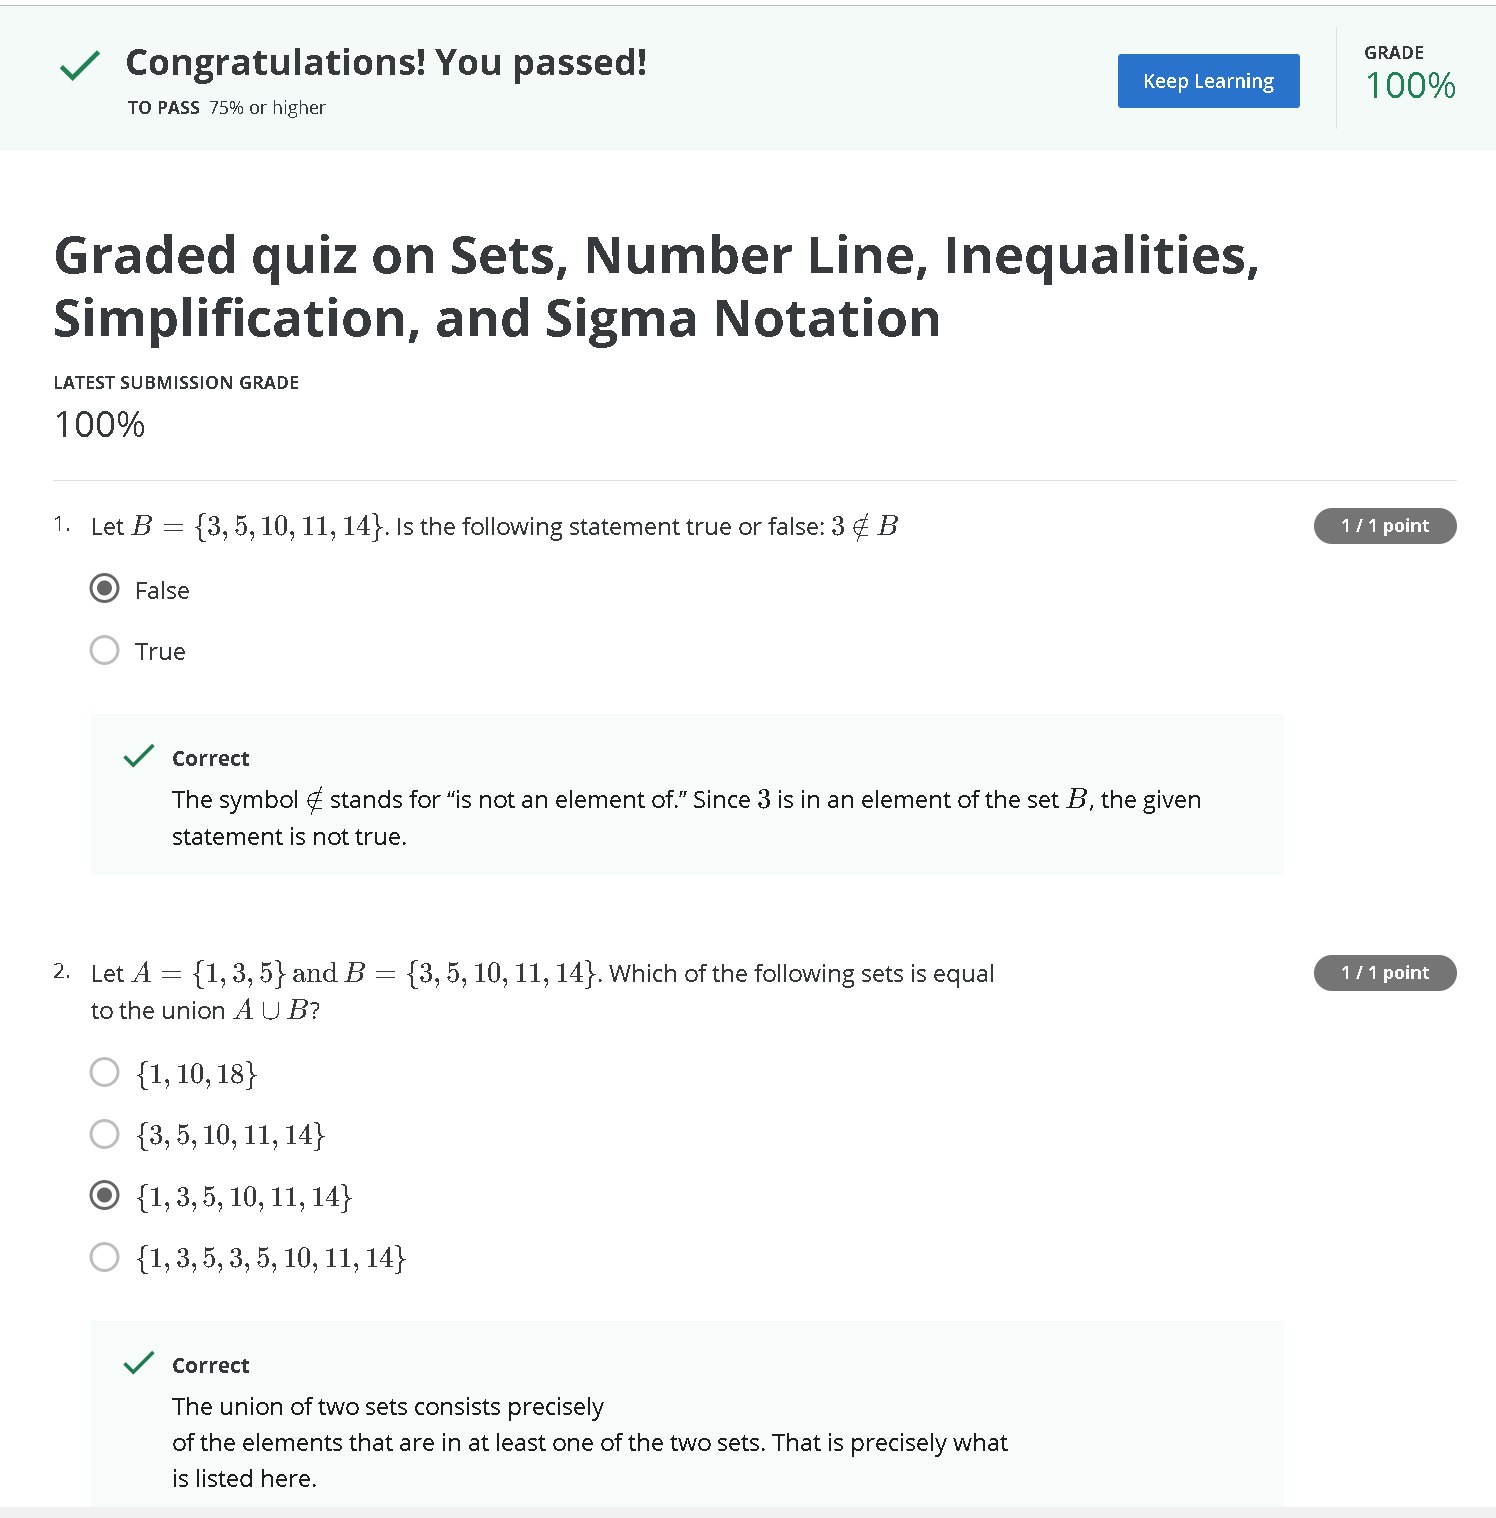 Congratulations! You passed!
TO PASS 75% or higher
Keep Learning
GRADE
100%
Graded quiz on Sets, Number Line, Inequalities,
Simplification, and Sigma Notation
LATEST SUBMISSION GRADE
100%
1. Let B = {3, 5, 10, 11, 14}. Is the following statement true or false: 3 ∉ B
1 / 1 point
False
True
Correct
The symbol ∉ stands for “is not an element of.” Since 3 is in an element of the set B, the given
statement is not true.
2. Let A = {1, 3, 5} and B = {3, 5, 10, 11, 14}. Which of the following sets is equal
to the union A ∪ B?
1 / 1 point
{1, 10, 18}
{3, 5, 10, 11, 14}
{1, 3, 5, 10, 11, 14}
{1, 3, 5, 3, 5, 10, 11, 14}
Correct
The union of two sets consists precisely
of the elements that are in at least one of the two sets. That is precisely what
is listed here.